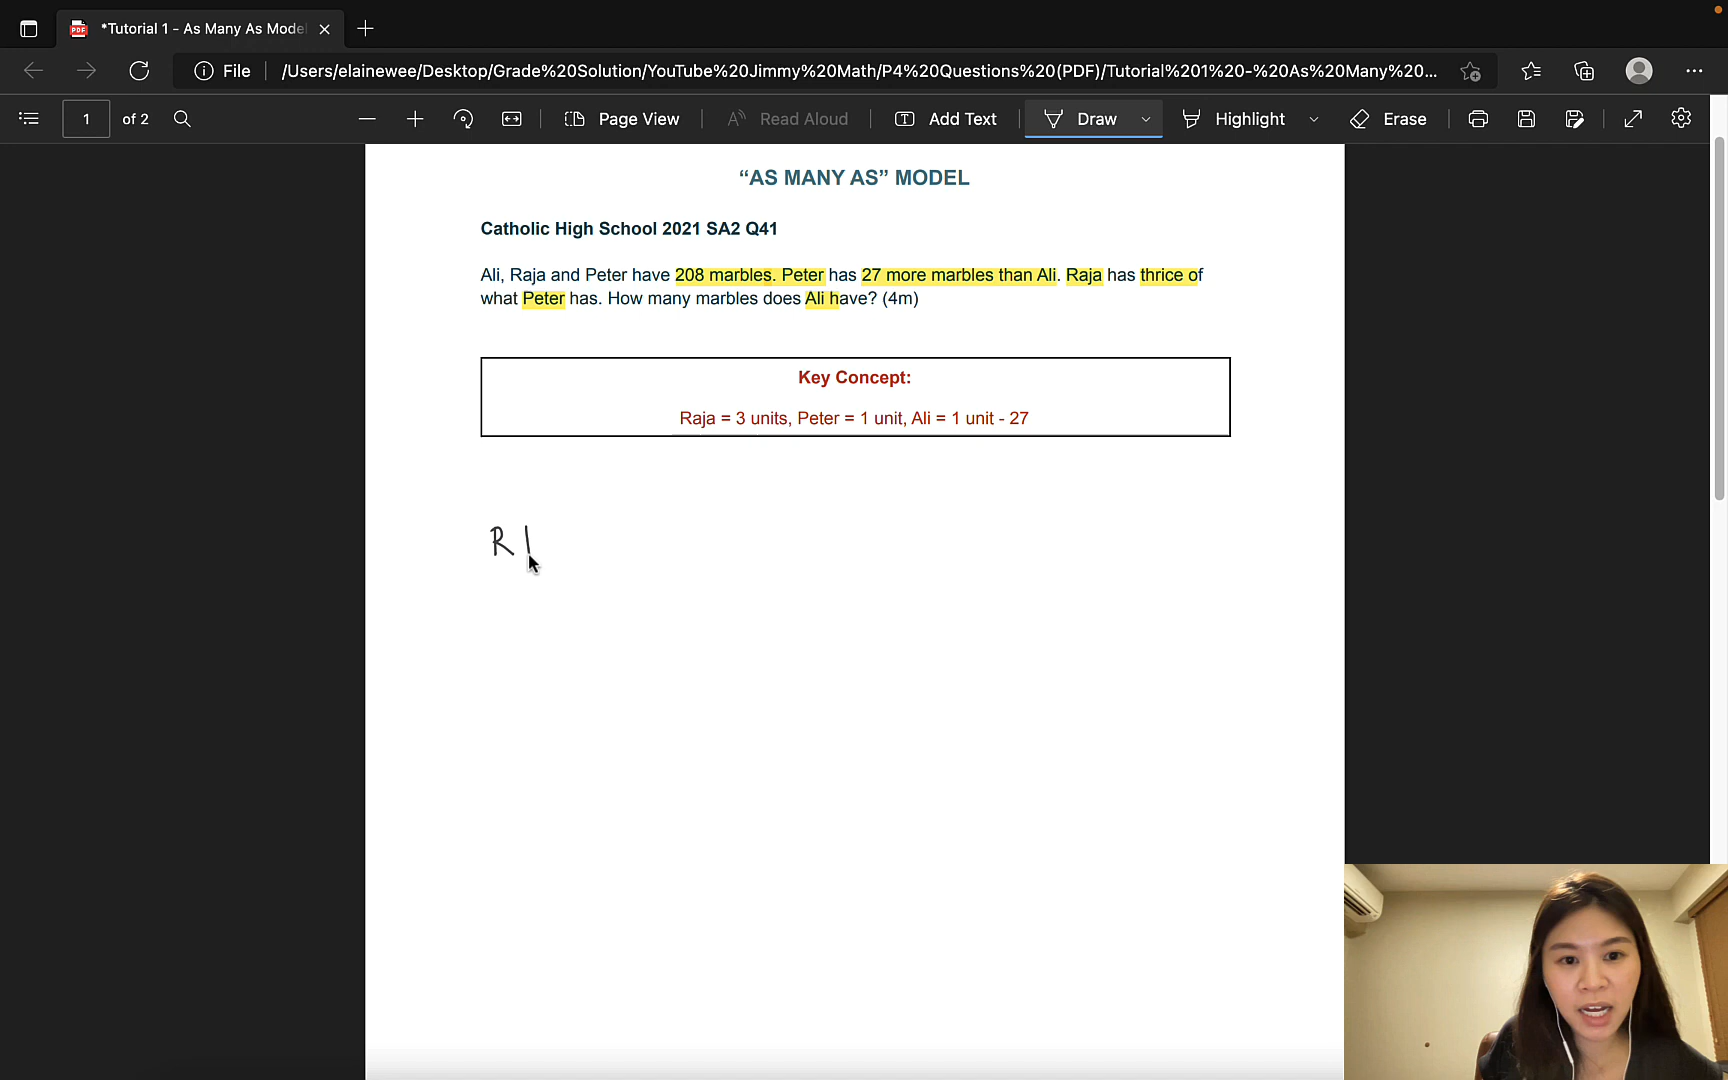 *Tutorial 1 - As Many As Model
File /Users/elainewee/Desktop/Grade%20Solution/YouTube%20Jimmy%20Math/P4%20Questions%20(PDF)/Tutorial%201%20-%20As%20Many%20...
1 of 2 Page View Read Aloud Add Text Draw Highlight Erase
“AS MANY AS” MODEL
Catholic High School 2021 SA2 Q41
Ali, Raja and Peter have 208 marbles. Peter has 27 more marbles than Ali. Raja has thrice of
what Peter has. How many marbles does Ali have? (4m)
Key Concept:
Raja = 3 units, Peter = 1 unit, Ali = 1 unit - 27
R